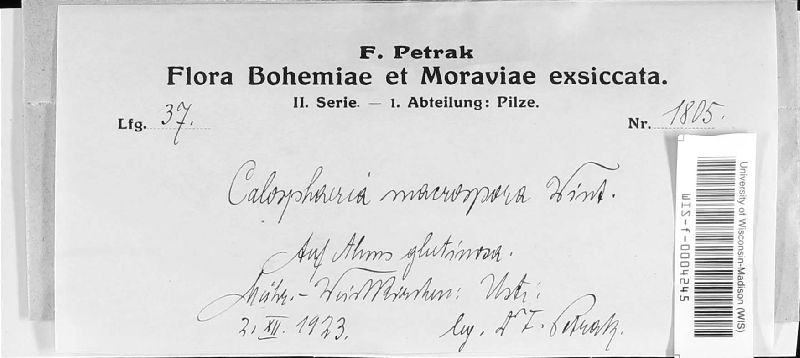 F. Petrak
Flora Bohemiae et Moraviae exsiccata.
II. Serie. — 1. Abteilung: Pilze.
Lfg. 37.
Nr. 1805.
Calosphaeria macrospora Wint.
Auf Alnus glutinosa.
Mähr.-Weisskirchen: Usti:
2. XII. 1923.
leg. Dr F. Petrak.
University of Wisconsin-Madison (WIS)
WIS-f-0004245